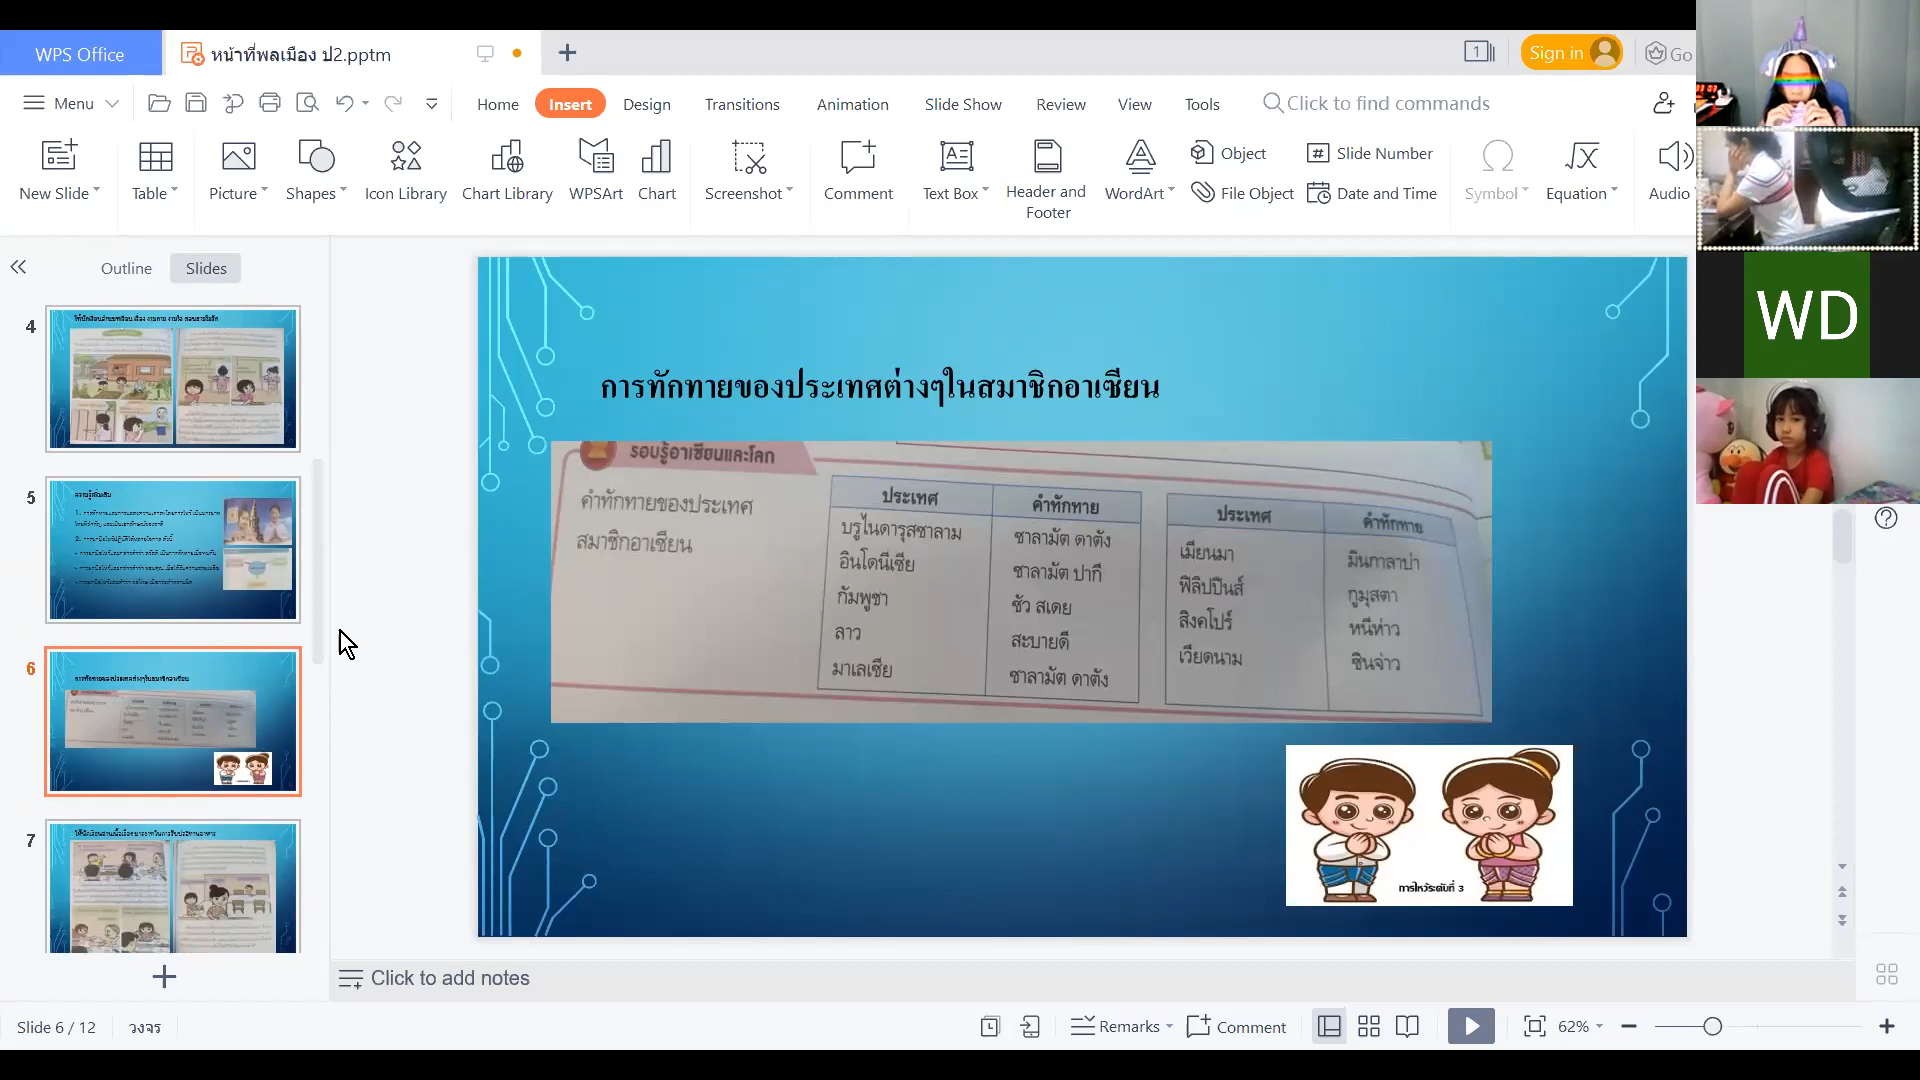 WPS Office
หน้าที่พลเมือง ป2.pptm
1
Sign in
Go
Menu
Home
Insert
Design
Transitions
Animation
Slide Show
Review
View
Tools
Click to find commands
New Slide
Table
Picture
Shapes
Icon Library
Chart Library
WPSArt
Chart
Screenshot
Comment
Text Box
Header and Footer
WordArt
Object
File Object
Slide Number
Date and Time
Symbol
Equation
Audio
WD
Outline
Slides
4
5
6
7
การทักทายของประเทศต่างๆในสมาชิกอาเซียน
รอบรู้อาเซียนและโลก
คำทักทายของประเทศ
สมาชิกอาเซียน
ประเทศ คำทักทาย
บรูไนดารุสซาลาม ซาลามัต ดาตัง
อินโดนีเซีย ซาลามัต ปากี
กัมพูชา ซัว สเดย
ลาว สะบายดี
มาเลเซีย ซาลามัต ดาตัง
ประเทศ คำทักทาย
เมียนมา มินกาลาบา
ฟิลิปปินส์ กูมุสตา
สิงคโปร์ หนีห่าว
เวียดนาม ซินจ่าว
การไหว้ระดับที่ 3
Click to add notes
Slide 6 / 12
วงจร
Remarks
Comment
62%